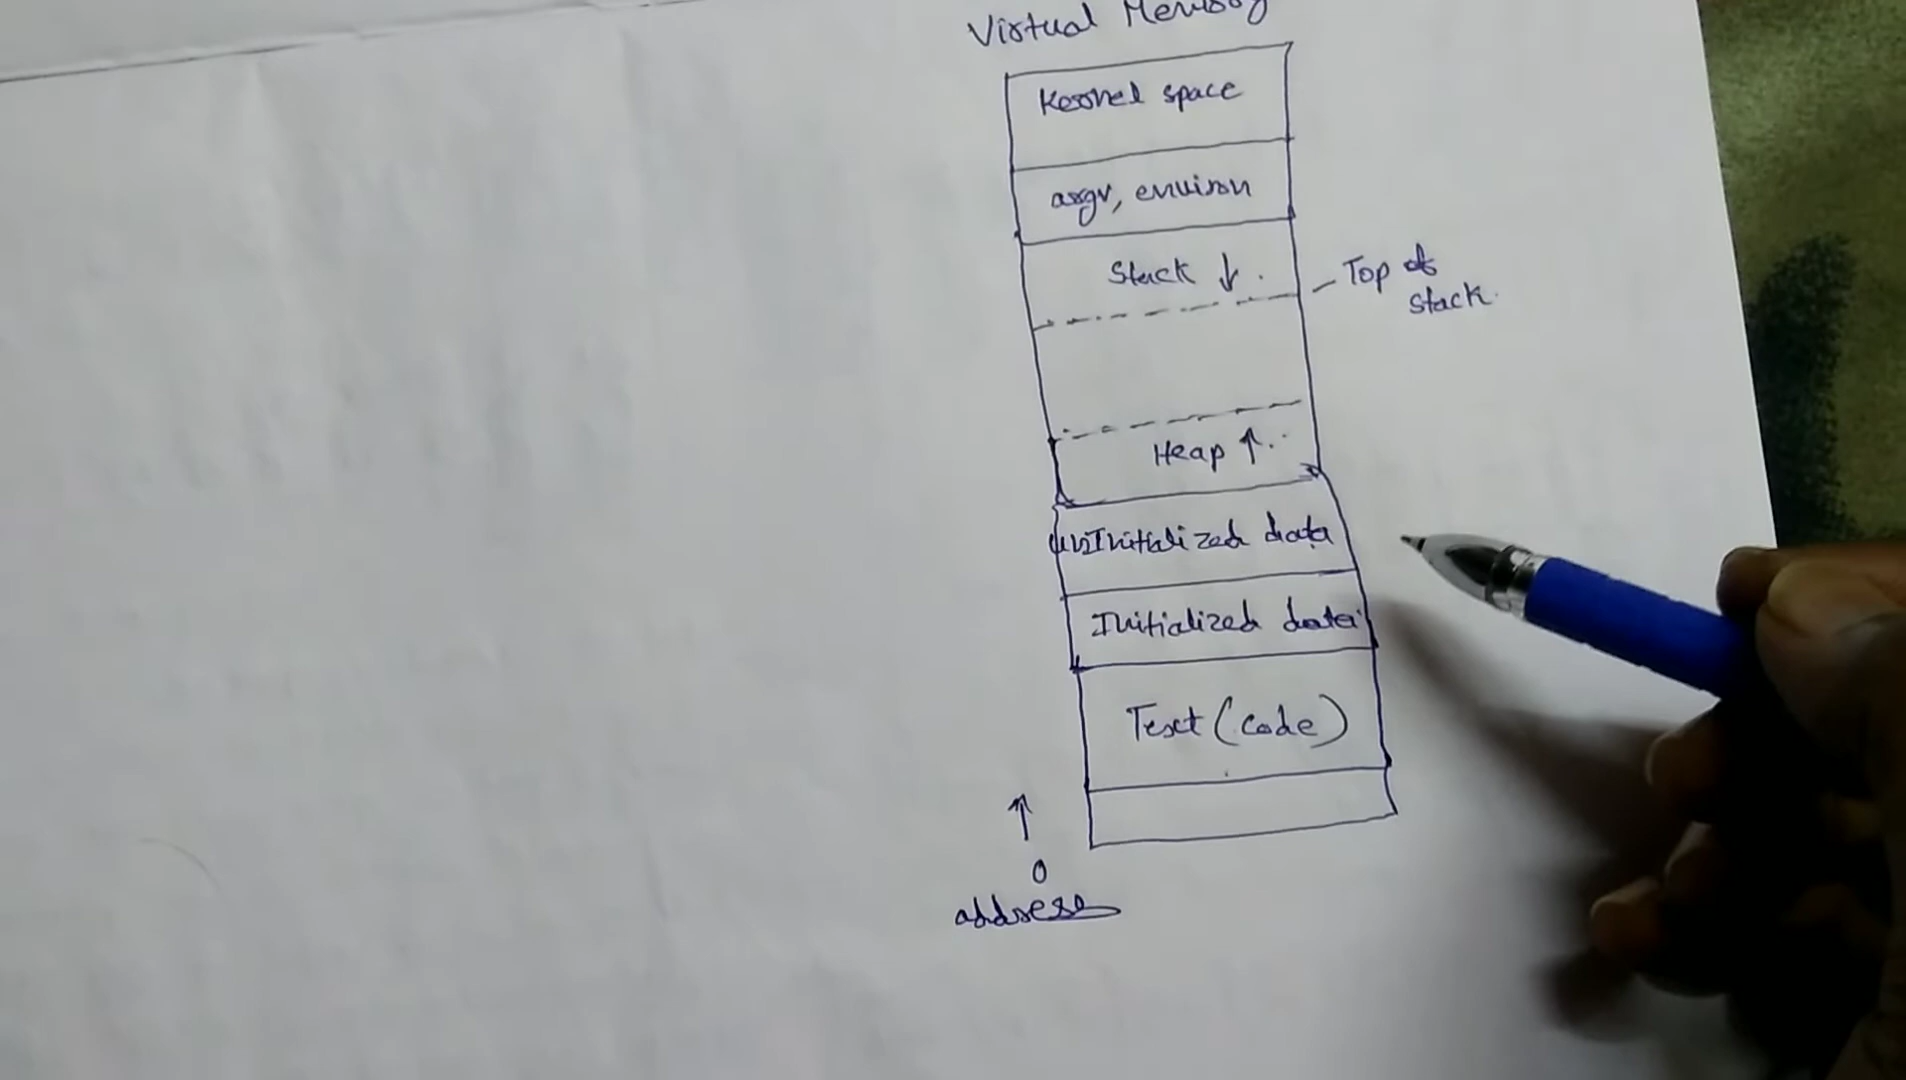 Virtual Memory
Kernel space
argv, environ
Stack ↓
Top of
stack
Heap ↑
UnInitialized data
Initialized data
Text (Code)
↑
0
address